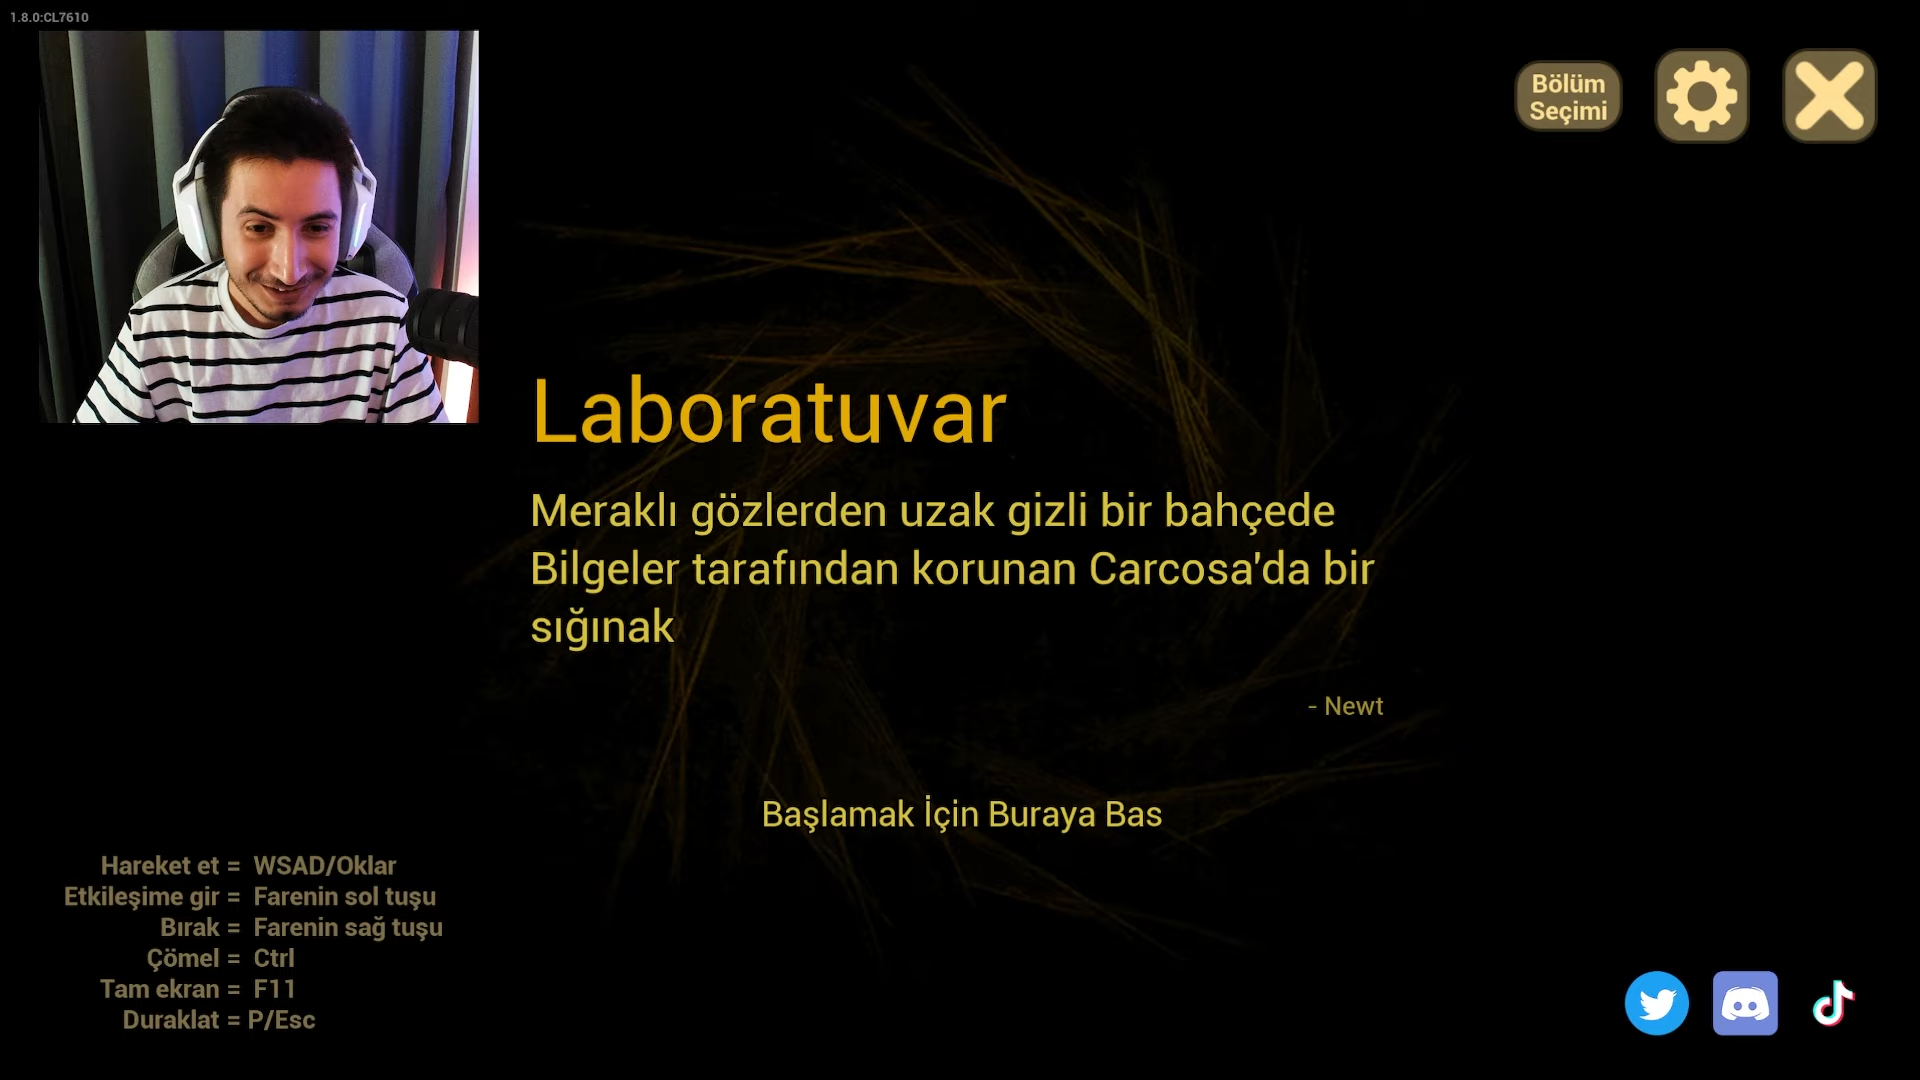 1.8.0:CL7610
Bölüm
Seçimi
Laboratuvar
Meraklı gözlerden uzak gizli bir bahçede
Bilgeler tarafından korunan Carcosa'da bir
sığınak
- Newt
Başlamak İçin Buraya Bas
Hareket et = WSAD/Oklar
Etkileşime gir = Farenin sol tuşu
Bırak = Farenin sağ tuşu
Çömel = Ctrl
Tam ekran = F11
Duraklat = P/Esc